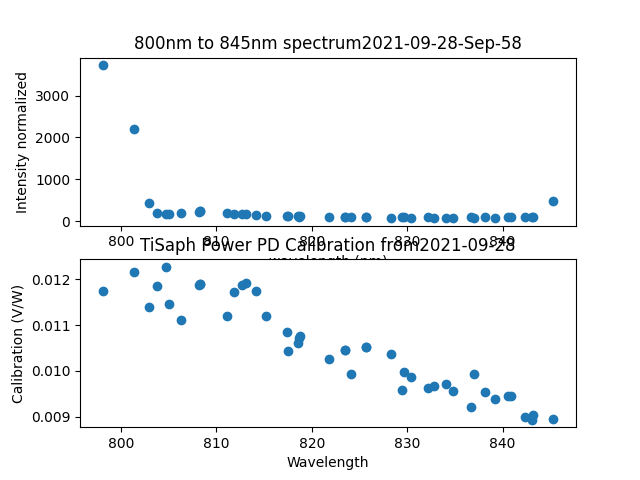 800nm to 845nm spectrum2021-09-28-Sep-58
Intensity normalized
3000
2000
1000
0
800 810 820 830 840
wavelength (nm)
TiSaph Power PD Calibration from2021-09-28
Calibration (V/W)
0.012
0.011
0.010
0.009
800 810 820 830 840
Wavelength